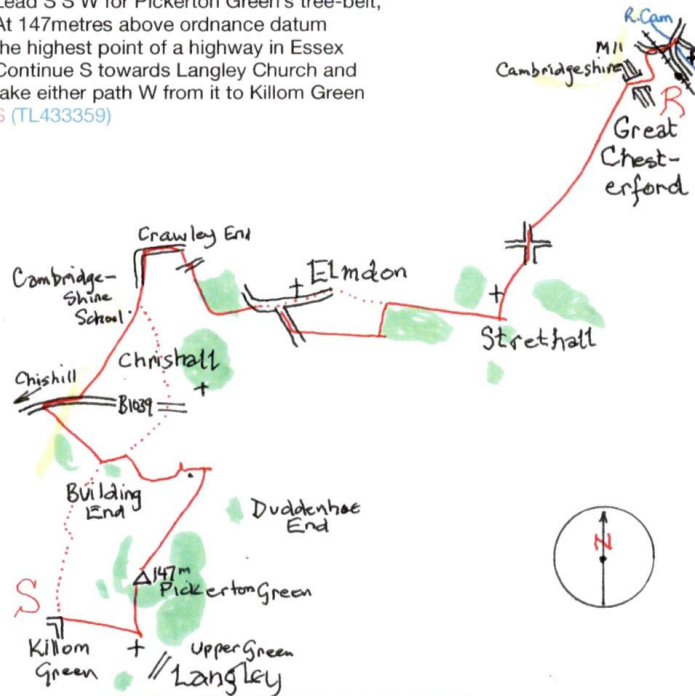 Lead S S W for Pickerton Green's tree-belt,
At 147metres above ordnance datum
the highest point of a highway in Essex
Continue S towards Langley Church and
take either path W from it to Killom Green
S (TL433359)
R. Cam
M11
Cambridgeshire
R
Great
Chest-
erford
Crawley End
Elmdon
Cambridge-
Shire
School
Strethall
Chrishall
Chishill
B1039
Building
End
Duddenhoe
End
N
147m
Pickerton Green
S
Killom
Green
Upper Green
Langley